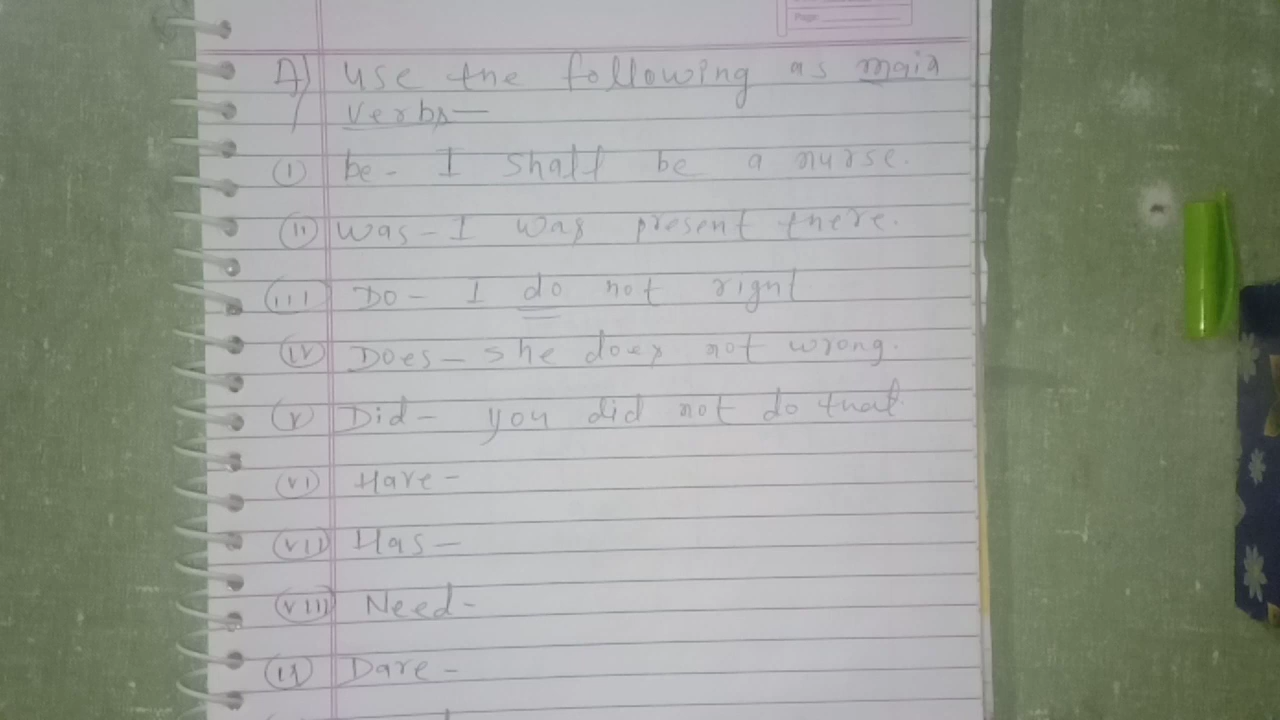 Page
A) use the following as main
verbs—
(i) be - I shall be a nurse.
(ii) was - I was present there.
(iii) Do - I do not right
(iv) Does - she does not wrong.
(v) Did - you did not do that.
(vi) Have -
(vii) Has -
(viii) Need -
(ix) Dare -